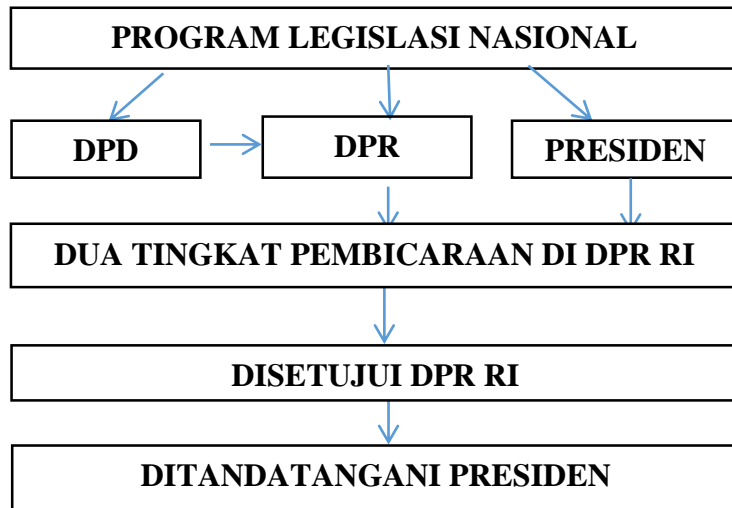 PROGRAM LEGISLASI NASIONAL
DPD
DPR
PRESIDEN
DUA TINGKAT PEMBICARAAN DI DPR RI
DISETUJUI DPR RI
DITANDATANGANI PRESIDEN